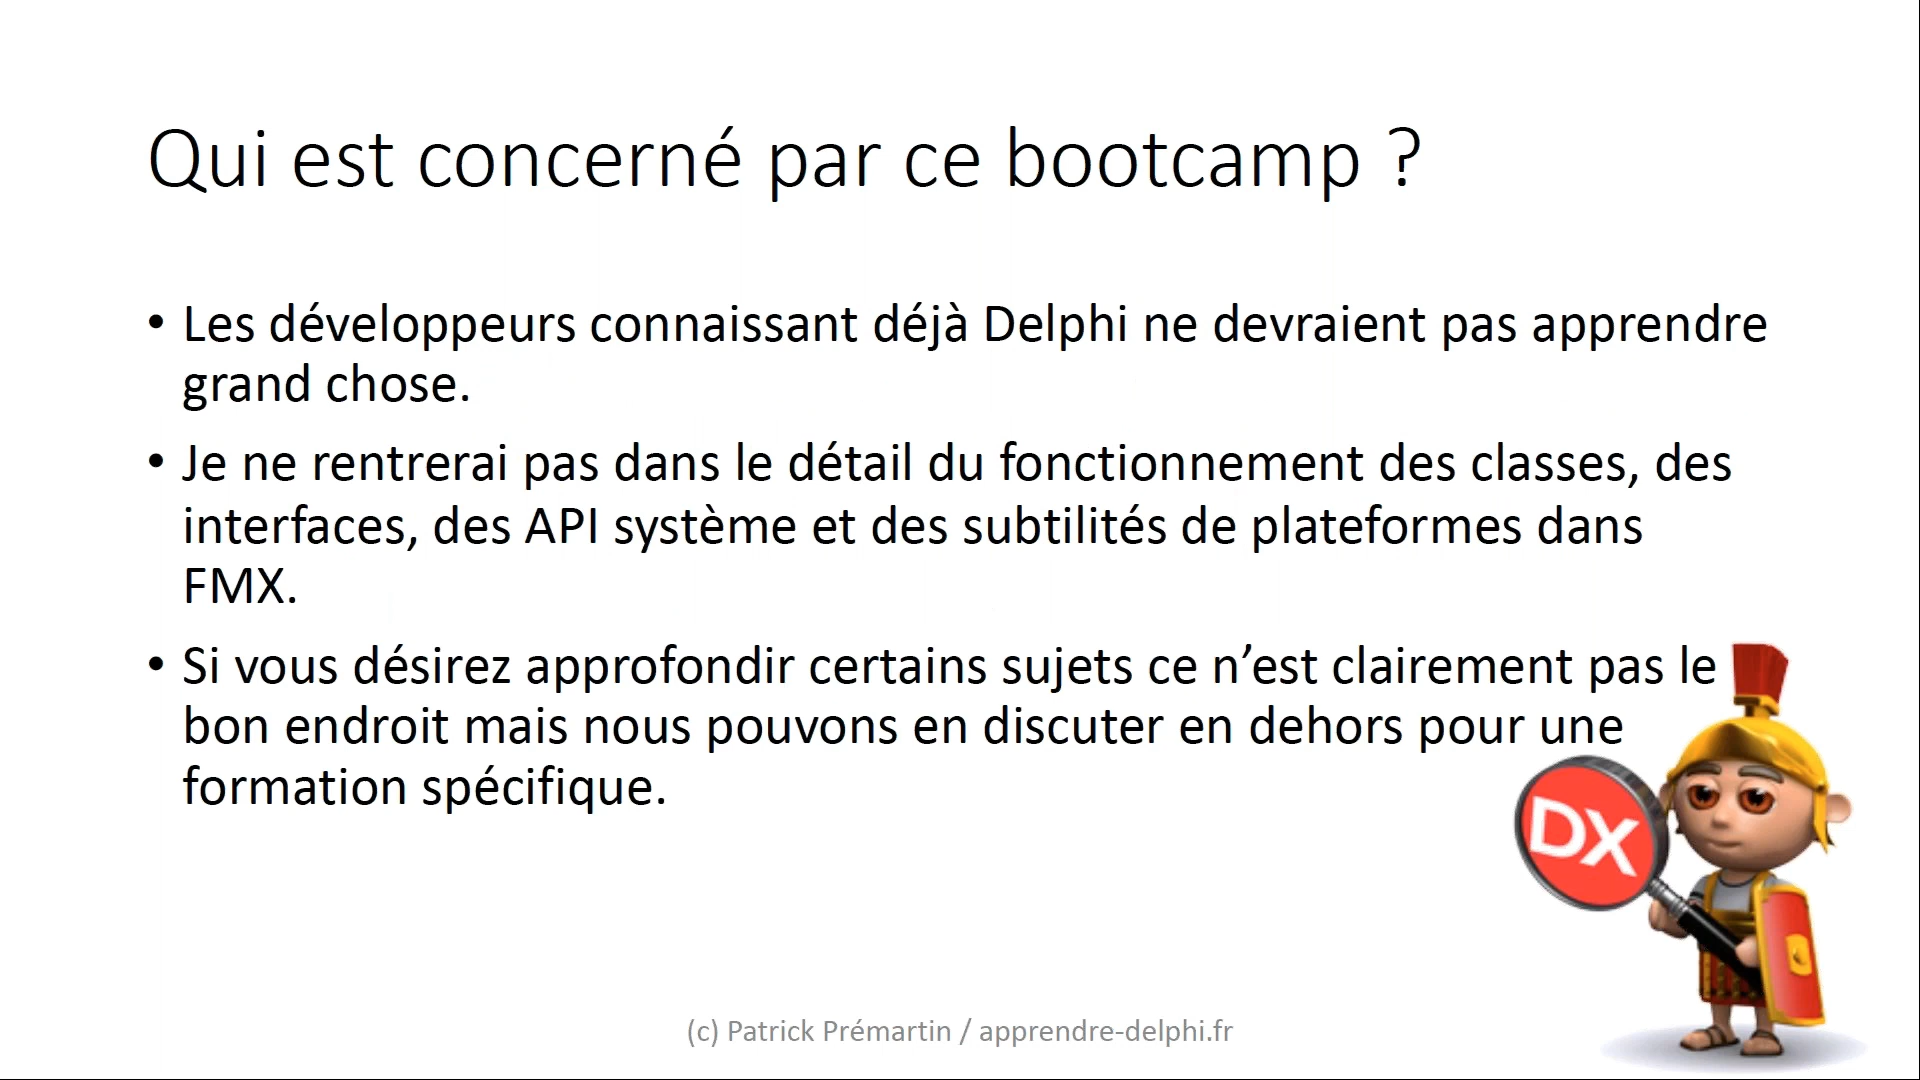 Qui est concerné par ce bootcamp ?
• Les développeurs connaissant déjà Delphi ne devraient pas apprendre
grand chose.
• Je ne rentrerai pas dans le détail du fonctionnement des classes, des
interfaces, des API système et des subtilités de plateformes dans
FMX.
• Si vous désirez approfondir certains sujets ce n’est clairement pas le
bon endroit mais nous pouvons en discuter en dehors pour une
formation spécifique.
DX
(c) Patrick Prémartin / apprendre-delphi.fr